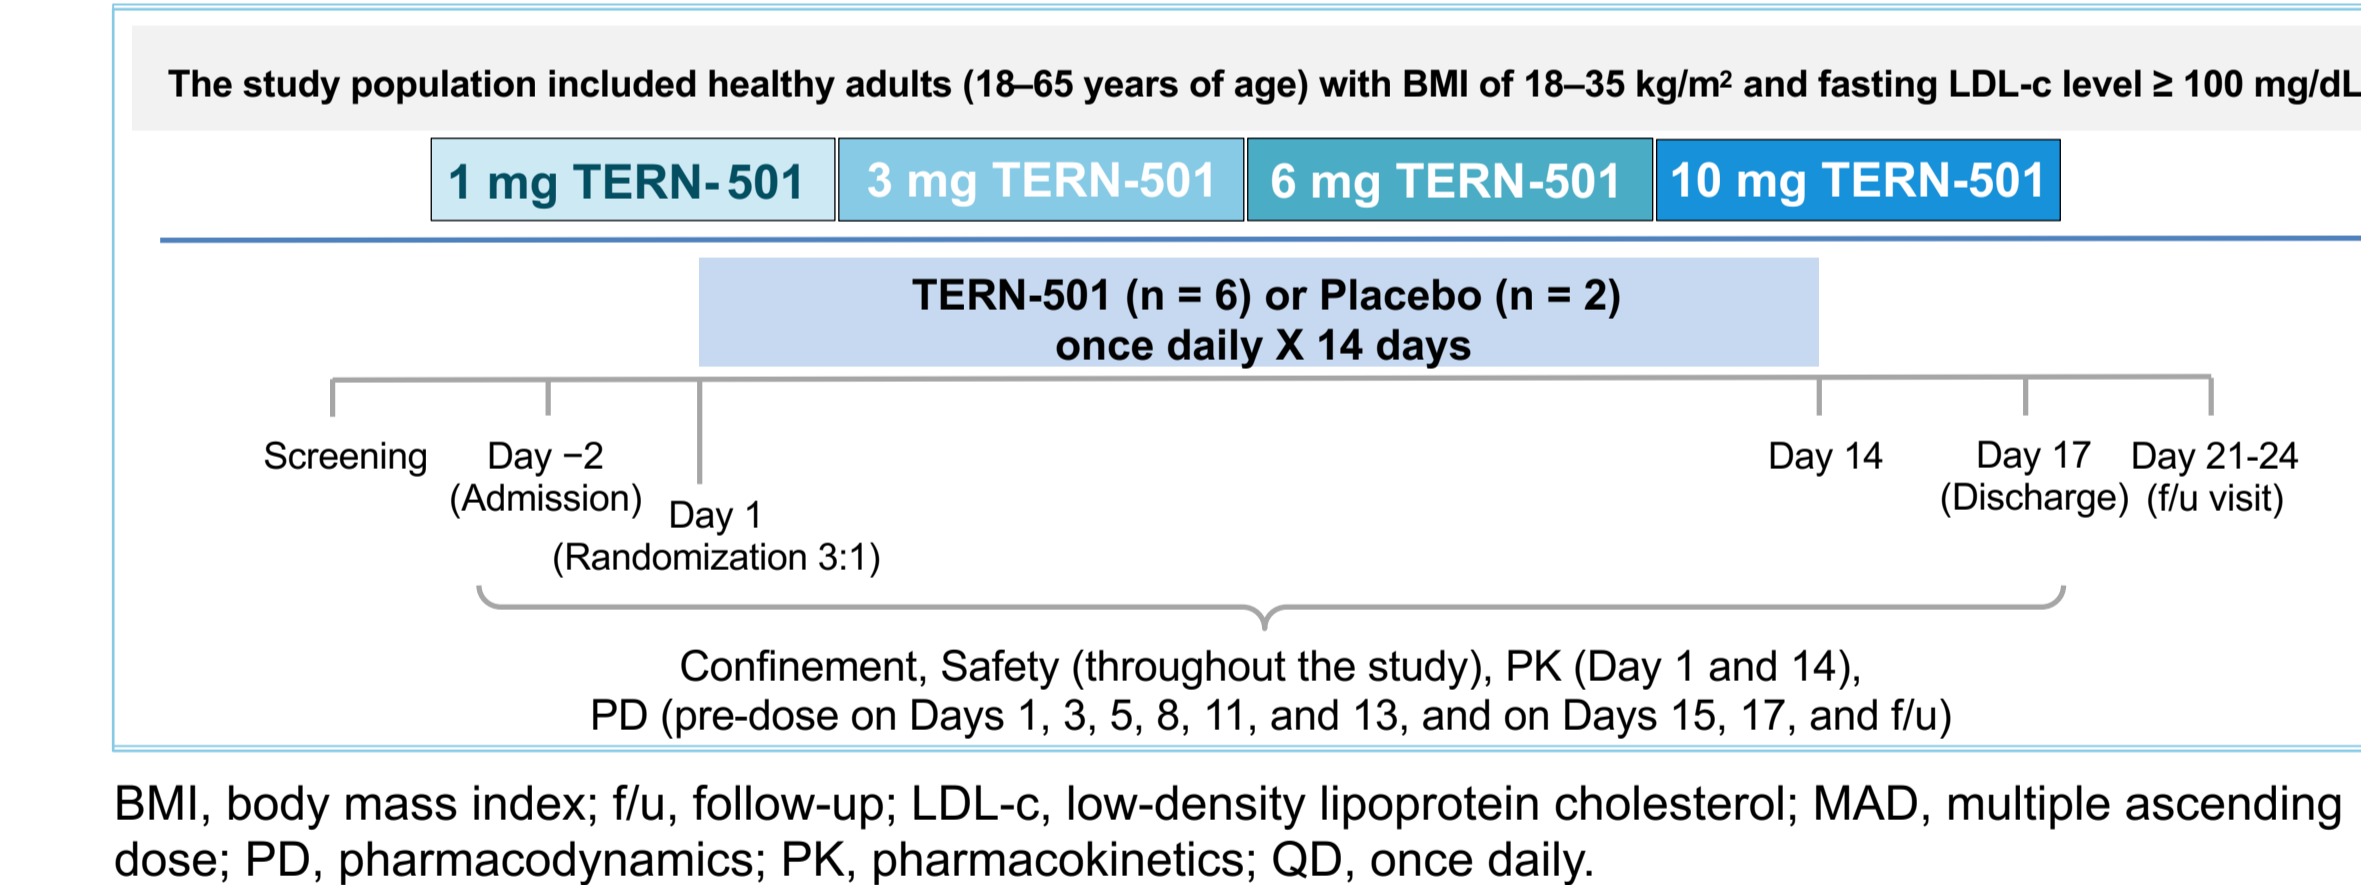 The study population included healthy adults (18–65 years of age) with BMI of 18–35 kg/m² and fasting LDL-c level ≥ 100 mg/dL
1 mg TERN-501
3 mg TERN-501
6 mg TERN-501
10 mg TERN-501
TERN-501 (n = 6) or Placebo (n = 2)
once daily X 14 days
Screening
Day −2
(Admission)
Day 1
(Randomization 3:1)
Day 14
Day 17
(Discharge)
Day 21-24
(f/u visit)
Confinement, Safety (throughout the study), PK (Day 1 and 14),
PD (pre-dose on Days 1, 3, 5, 8, 11, and 13, and on Days 15, 17, and f/u)
BMI, body mass index; f/u, follow-up; LDL-c, low-density lipoprotein cholesterol; MAD, multiple ascending
dose; PD, pharmacodynamics; PK, pharmacokinetics; QD, once daily.